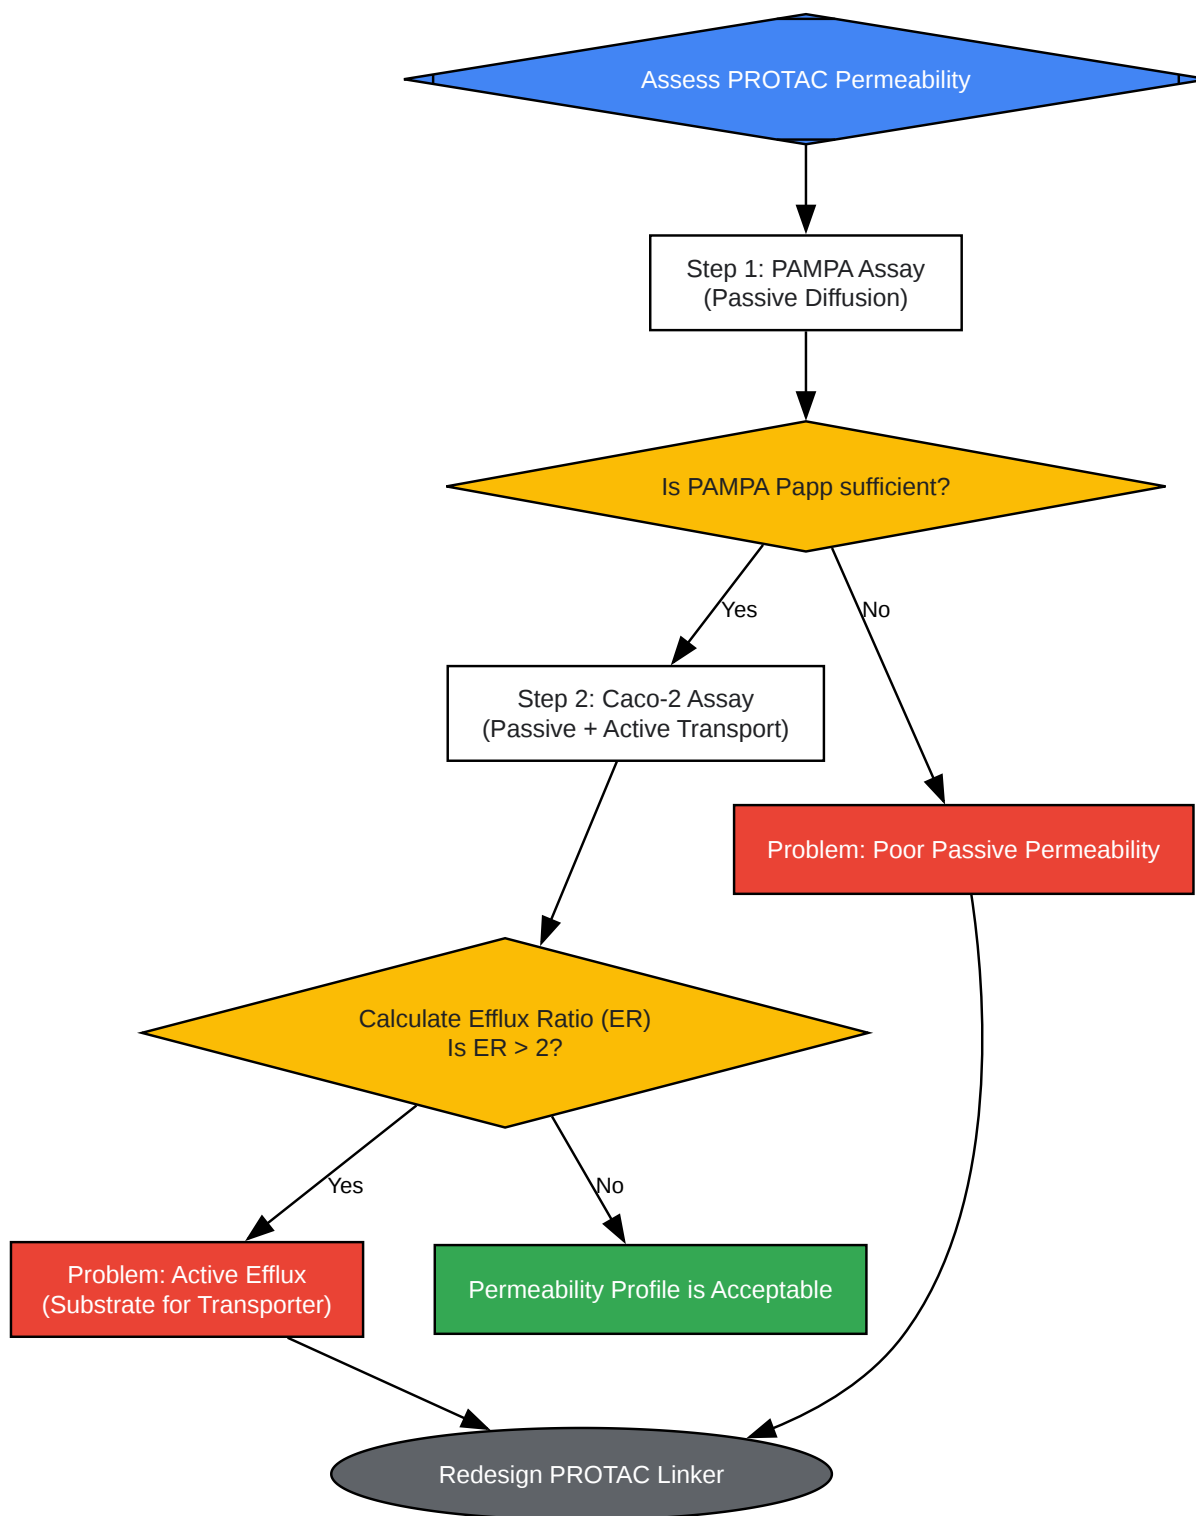 Assess PROTAC Permeability
Step 1: PAMPA Assay
(Passive Diffusion)
Is PAMPA Papp sufficient?
Yes
No
Step 2: Caco-2 Assay
(Passive + Active Transport)
Problem: Poor Passive Permeability
Calculate Efflux Ratio (ER)
Is ER > 2?
Yes
No
Problem: Active Efflux
(Substrate for Transporter)
Permeability Profile is Acceptable
Redesign PROTAC Linker